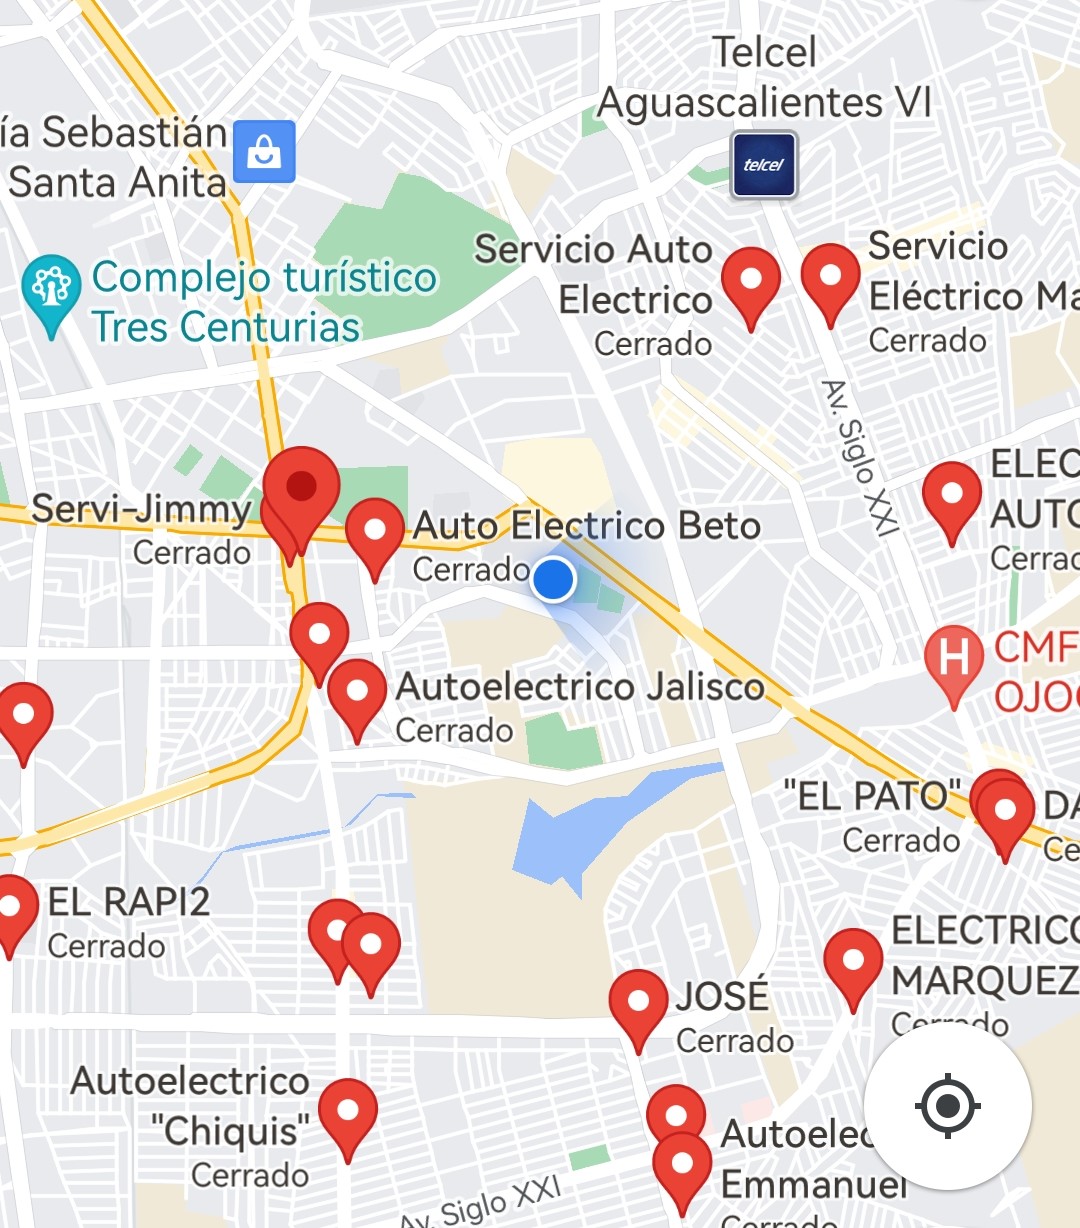 Telcel
Aguascalientes VI
telcel
ía Sebastián
Santa Anita
Complejo turístico
Tres Centurias
Servicio Auto
Electrico
Cerrado
Servicio
Eléctrico Ma
Cerrado
Av. Siglo XXI
ELEC
AUTO
Cerrad
Servi-Jimmy
Cerrado
Auto Electrico Beto
Cerrado
H
CMF
OJO
Autoelectrico Jalisco
Cerrado
"EL PATO"
Cerrado
DA
Ce
EL RAPI2
Cerrado
ELECTRICO
MARQUEZ
Cerrado
JOSÉ
Cerrado
Autoelectrico
"Chiquis"
Cerrado
Autoelec
Emmanuel
Cerrado
Av. Siglo XXI